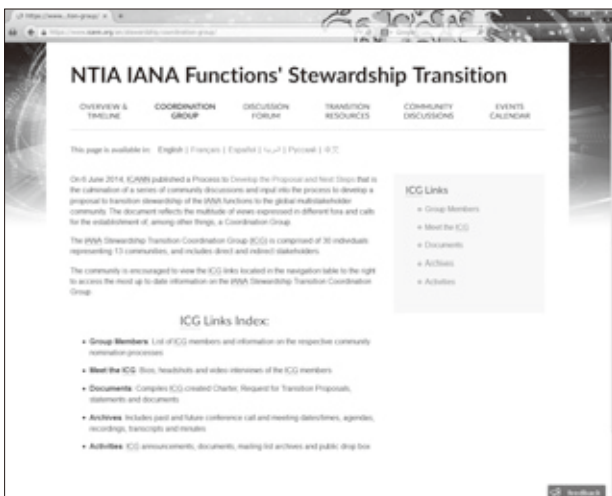 NTIA IANA Functions' Stewardship Transition
OVERVIEW & TIMELINE
COORDINATION GROUP
DISCUSSION FORUM
TRANSITION RESOURCES
COMMUNITY DISCUSSIONS
EVENTS CALENDAR
This page is available in: English | Français | Español | العربية | Русский | 中文
On 6 June 2014, ICANN published a Process to Develop the Proposal and Next Steps that is
the culmination of a series of community discussions and input into the process to develop a
proposal to transition stewardship of the IANA functions to the global multistakeholder
community. The document reflects the multitude of views expressed in different fora and calls
for the establishment of, among other things, a Coordination Group.
The IANA Stewardship Transition Coordination Group (ICG) is comprised of 30 individuals
representing 13 communities, and includes direct and indirect stakeholders.
The community is encouraged to view the ICG links located in the navigation table to the right
to access the most up to date information on the IANA Stewardship Transition Coordination
Group.
ICG Links
Group Members
Meet the ICG
Documents
Archives
Activities
ICG Links Index:
• Group Members: List of ICG members and information on the respective community
nomination processes
• Meet the ICG: Bios, headshots and video interviews of the ICG members
• Documents: Compiles ICG-created Charter, Request for Transition Proposals,
statements and documents
• Archives: Includes past and future conference call and meeting dates/times, agendas,
recordings, transcripts and minutes
• Activities: ICG announcements, documents, mailing list archives and public drop box
feedback